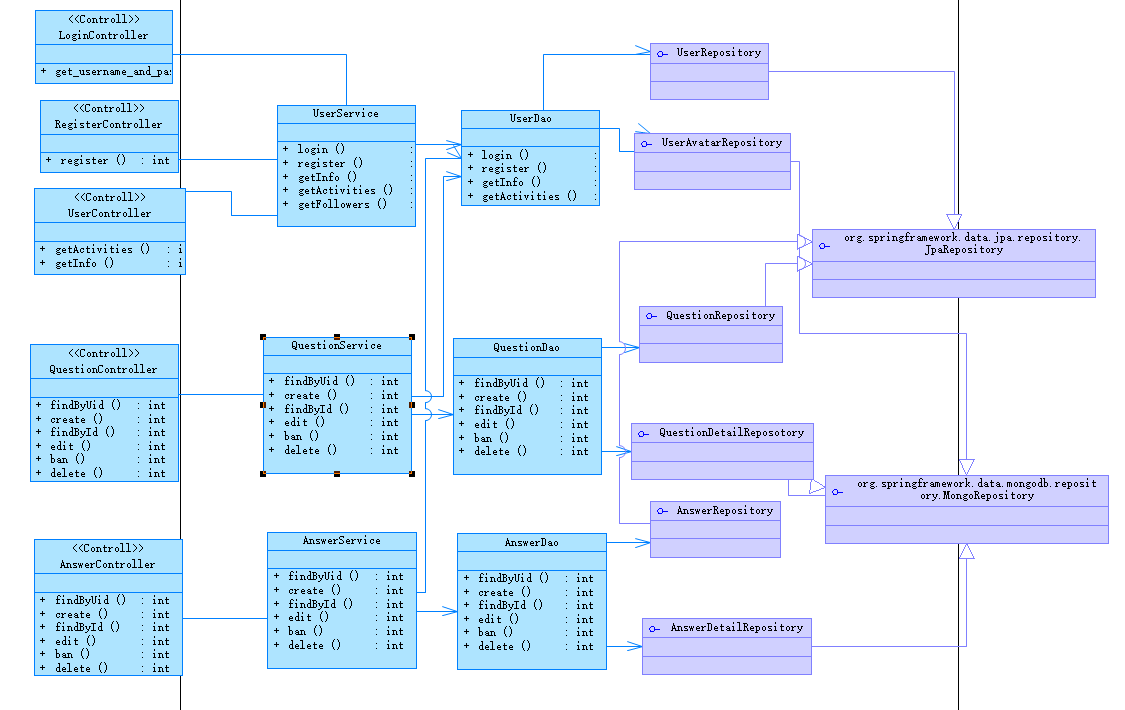 <<Controll>>
LoginController
+ get_username_and_pa
<<Controll>>
RegisterController
+ register () : int
<<Controll>>
UserController
+ getActivities () : i
+ getInfo () : i
<<Controll>>
QuestionController
+ findByUid () : int
+ create () : int
+ findById () : int
+ edit () : int
+ ban () : int
+ delete () : int
<<Controll>>
AnswerController
+ findByUid () : int
+ create () : int
+ findById () : int
+ edit () : int
+ ban () : int
+ delete () : int
UserService
+ login () :
+ register () :
+ getInfo () :
+ getActivities () :
+ getFollowers () :
QuestionService
+ findByUid () : int
+ create () : int
+ findById () : int
+ edit () : int
+ ban () : int
+ delete () : int
AnswerService
+ findByUid () : int
+ create () : int
+ findById () : int
+ edit () : int
+ ban () : int
+ delete () : int
UserDao
+ login () :
+ register () :
+ getInfo () :
+ getActivities () :
QuestionDao
+ findByUid () : int
+ create () : int
+ findById () : int
+ edit () : int
+ ban () : int
+ delete () : int
AnswerDao
+ findByUid () : int
+ create () : int
+ findById () : int
+ edit () : int
+ ban () : int
+ delete () : int
UserRepository
UserAvatarRepository
QuestionRepository
QuestionDetailReposotory
AnswerRepository
AnswerDetailRepository
org.springframework.data.jpa.repository.
JpaRepository
org.springframework.data.mongodb.reposit
ory.MongoRepository